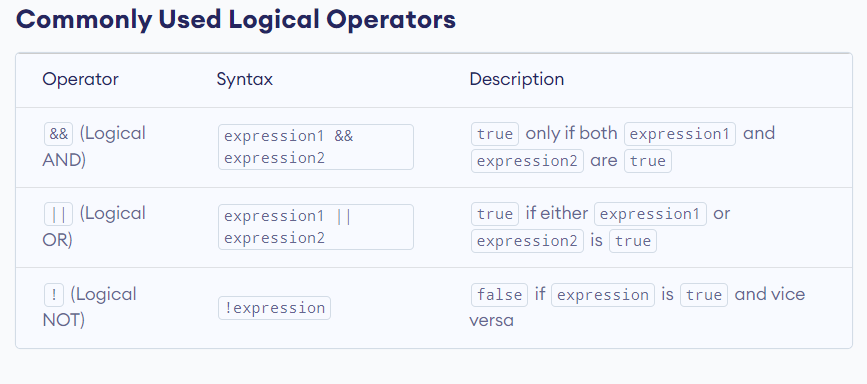 Commonly Used Logical Operators
Operator Syntax Description
&& (Logical AND) expression1 && expression2 true only if both expression1 and expression2 are true
|| (Logical OR) expression1 || expression2 true if either expression1 or expression2 is true
! (Logical NOT) !expression false if expression is true and vice versa